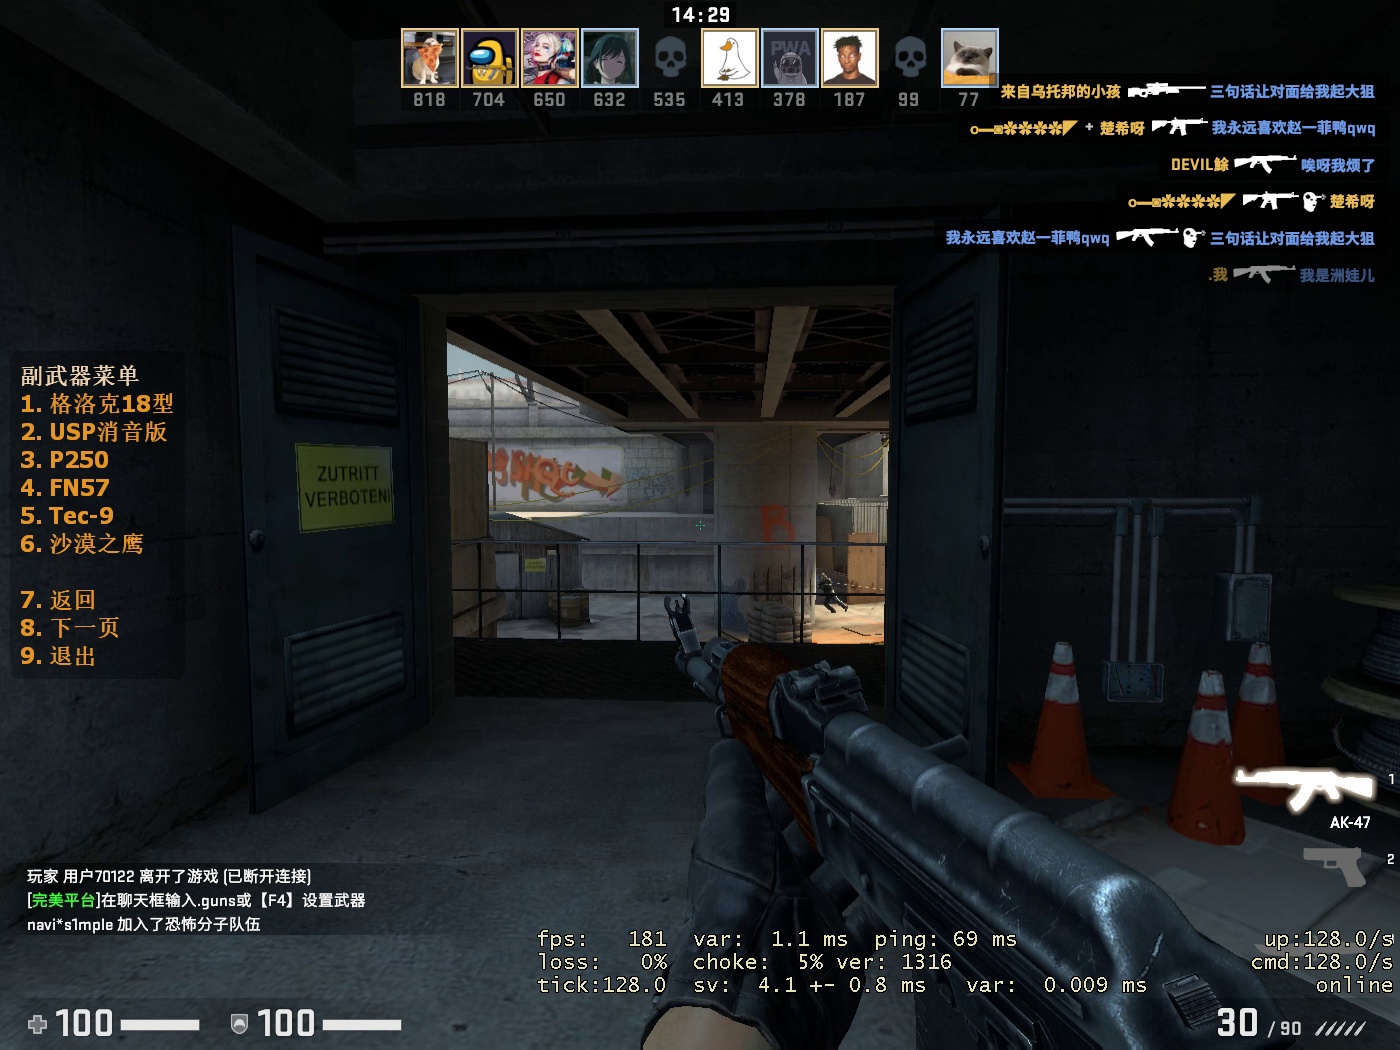 14:29
PWA
818 704 650 632 535 413 378 187 99 77
来自乌托邦的小孩 三句话让对面给我起大狙
+ 楚希呀 我永远喜欢赵一菲鸭qwq
DEVIL艅 唉呀我烦了
楚希呀
我永远喜欢赵一菲鸭qwq 三句话让对面给我起大狙
.我 我是洲娃儿
副武器菜单
1. 格洛克18型
2. USP消音版
3. P250
4. FN57
5. Tec-9
6. 沙漠之鹰
7. 返回
8. 下一页
9. 退出
ZUTRITT
VERBOTEN!
B
1
AK-47
2
玩家 用户70122 离开了游戏 (已断开连接)
[完美平台]在聊天框输入.guns或【F4】设置武器
navi*s1mple 加入了恐怖分子队伍
fps: 181 var: 1.1 ms ping: 69 ms
loss: 0% choke: 5% ver: 1316
tick:128.0 sv: 4.1 +- 0.8 ms var: 0.009 ms
up:128.0/s
cmd:128.0/s
online
100 100
30 / 90